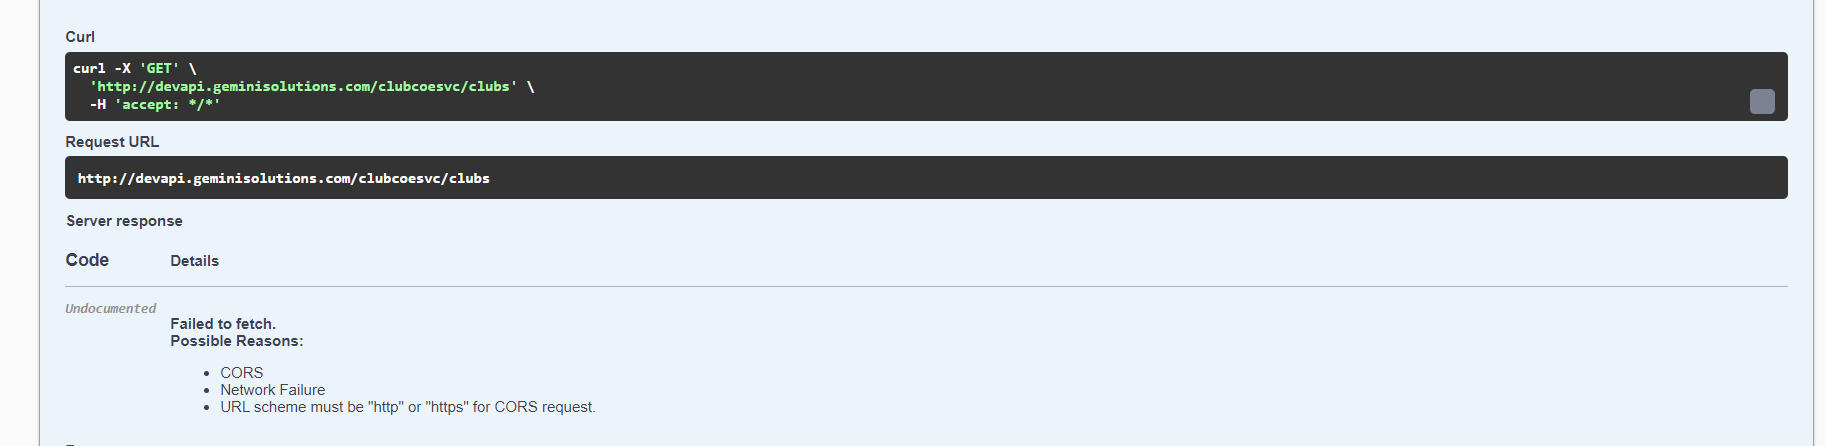 Curl
curl -X 'GET' \
'http://devapi.geminisolutions.com/clubcoesvc/clubs' \
-H 'accept: */*'
Request URL
http://devapi.geminisolutions.com/clubcoesvc/clubs
Server response
Code Details
Undocumented
Failed to fetch.
Possible Reasons:
• CORS
• Network Failure
• URL scheme must be "http" or "https" for CORS request.